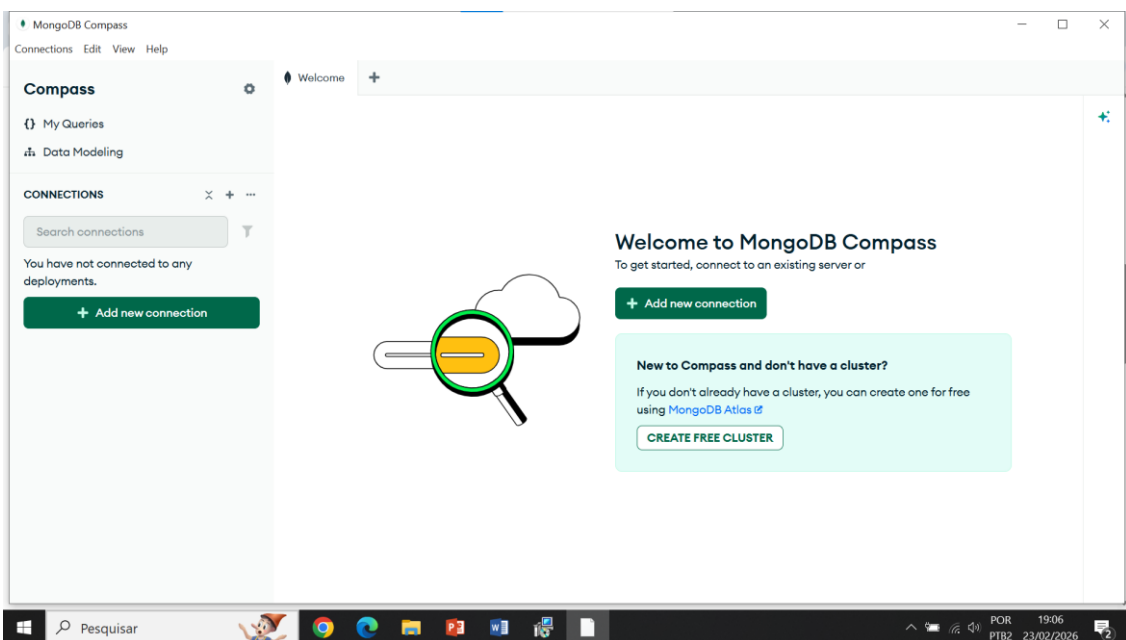 MongoDB Compass
Connections Edit View Help
Compass
My Queries
Data Modeling
CONNECTIONS
Search connections
You have not connected to any
deployments.
+ Add new connection
Welcome +
Welcome to MongoDB Compass
To get started, connect to an existing server or
+ Add new connection
New to Compass and don't have a cluster?
If you don't already have a cluster, you can create one for free
using MongoDB Atlas
CREATE FREE CLUSTER
Pesquisar
POR
PTB2
19:06
23/02/2026
2